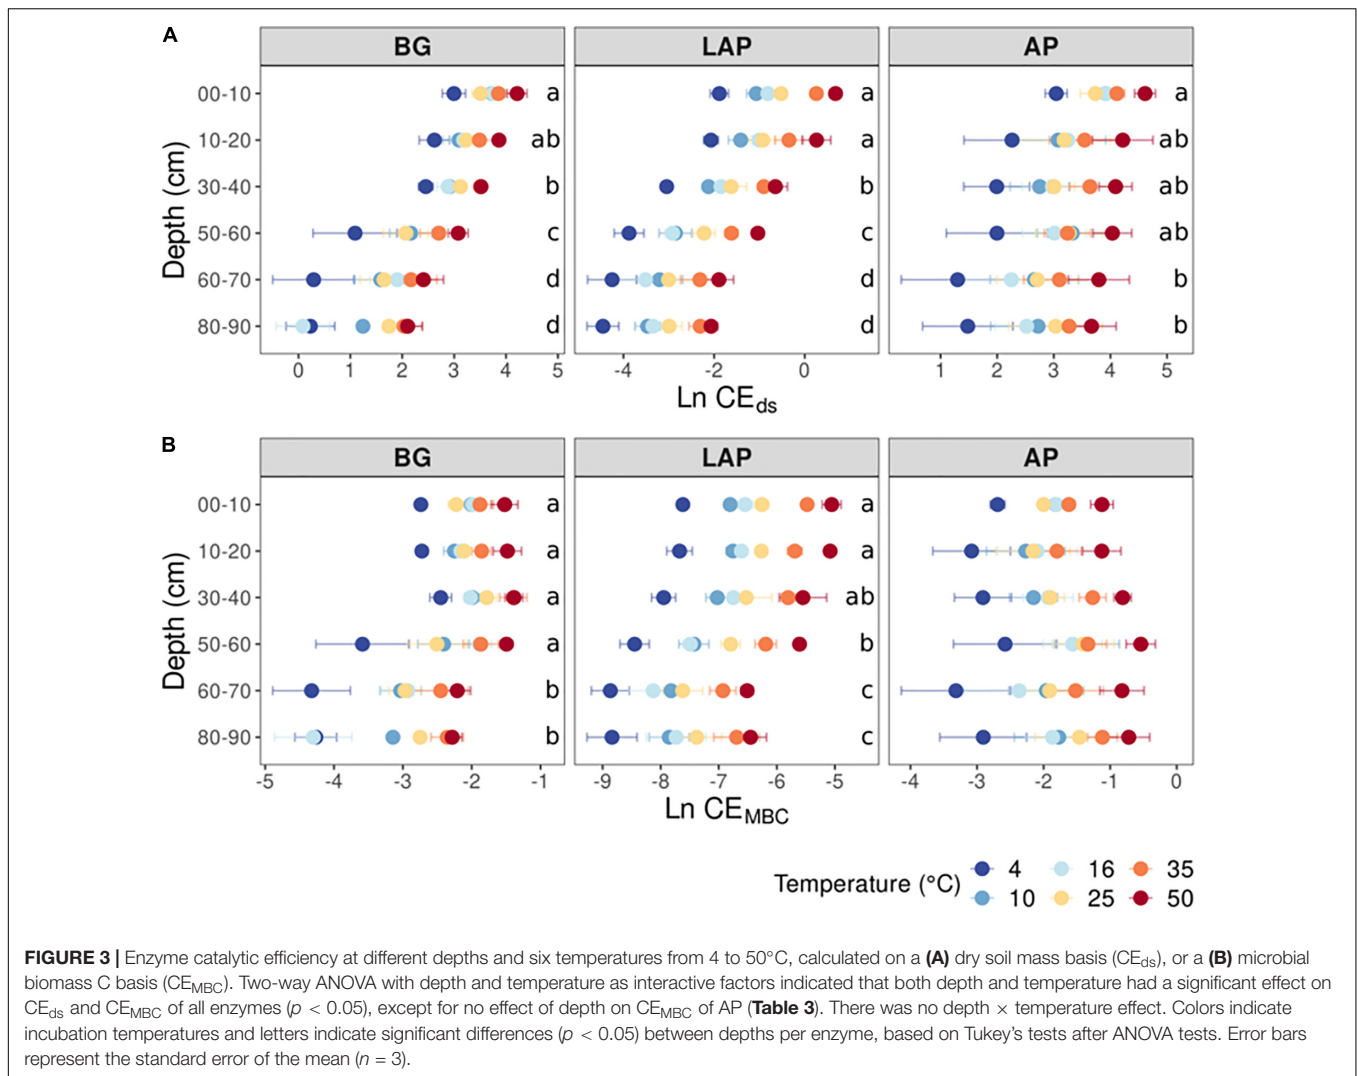 A
BG LAP AP
00-10 a a a
10-20 ab a ab
30-40 b b ab
50-60 c c ab
60-70 d d b
80-90 d d b
Depth (cm)
0 1 2 3 4 5 -4 -2 0 1 2 3 4 5
Ln CEds
B
BG LAP AP
00-10 a a
10-20 a a
30-40 a ab
50-60 a b
60-70 b c
80-90 b c
Depth (cm)
-5 -4 -3 -2 -1 -9 -8 -7 -6 -5 -4 -3 -2 -1 0
Ln CEMBC
Temperature (°C) 4 16 35
10 25 50
FIGURE 3 | Enzyme catalytic efficiency at different depths and six temperatures from 4 to 50°C, calculated on a (A) dry soil mass basis (CEds), or a (B) microbial
biomass C basis (CEMBC). Two-way ANOVA with depth and temperature as interactive factors indicated that both depth and temperature had a significant effect on
CEds and CEMBC of all enzymes (p < 0.05), except for no effect of depth on CEMBC of AP (Table 3). There was no depth × temperature effect. Colors indicate
incubation temperatures and letters indicate significant differences (p < 0.05) between depths per enzyme, based on Tukey's tests after ANOVA tests. Error bars
represent the standard error of the mean (n = 3).